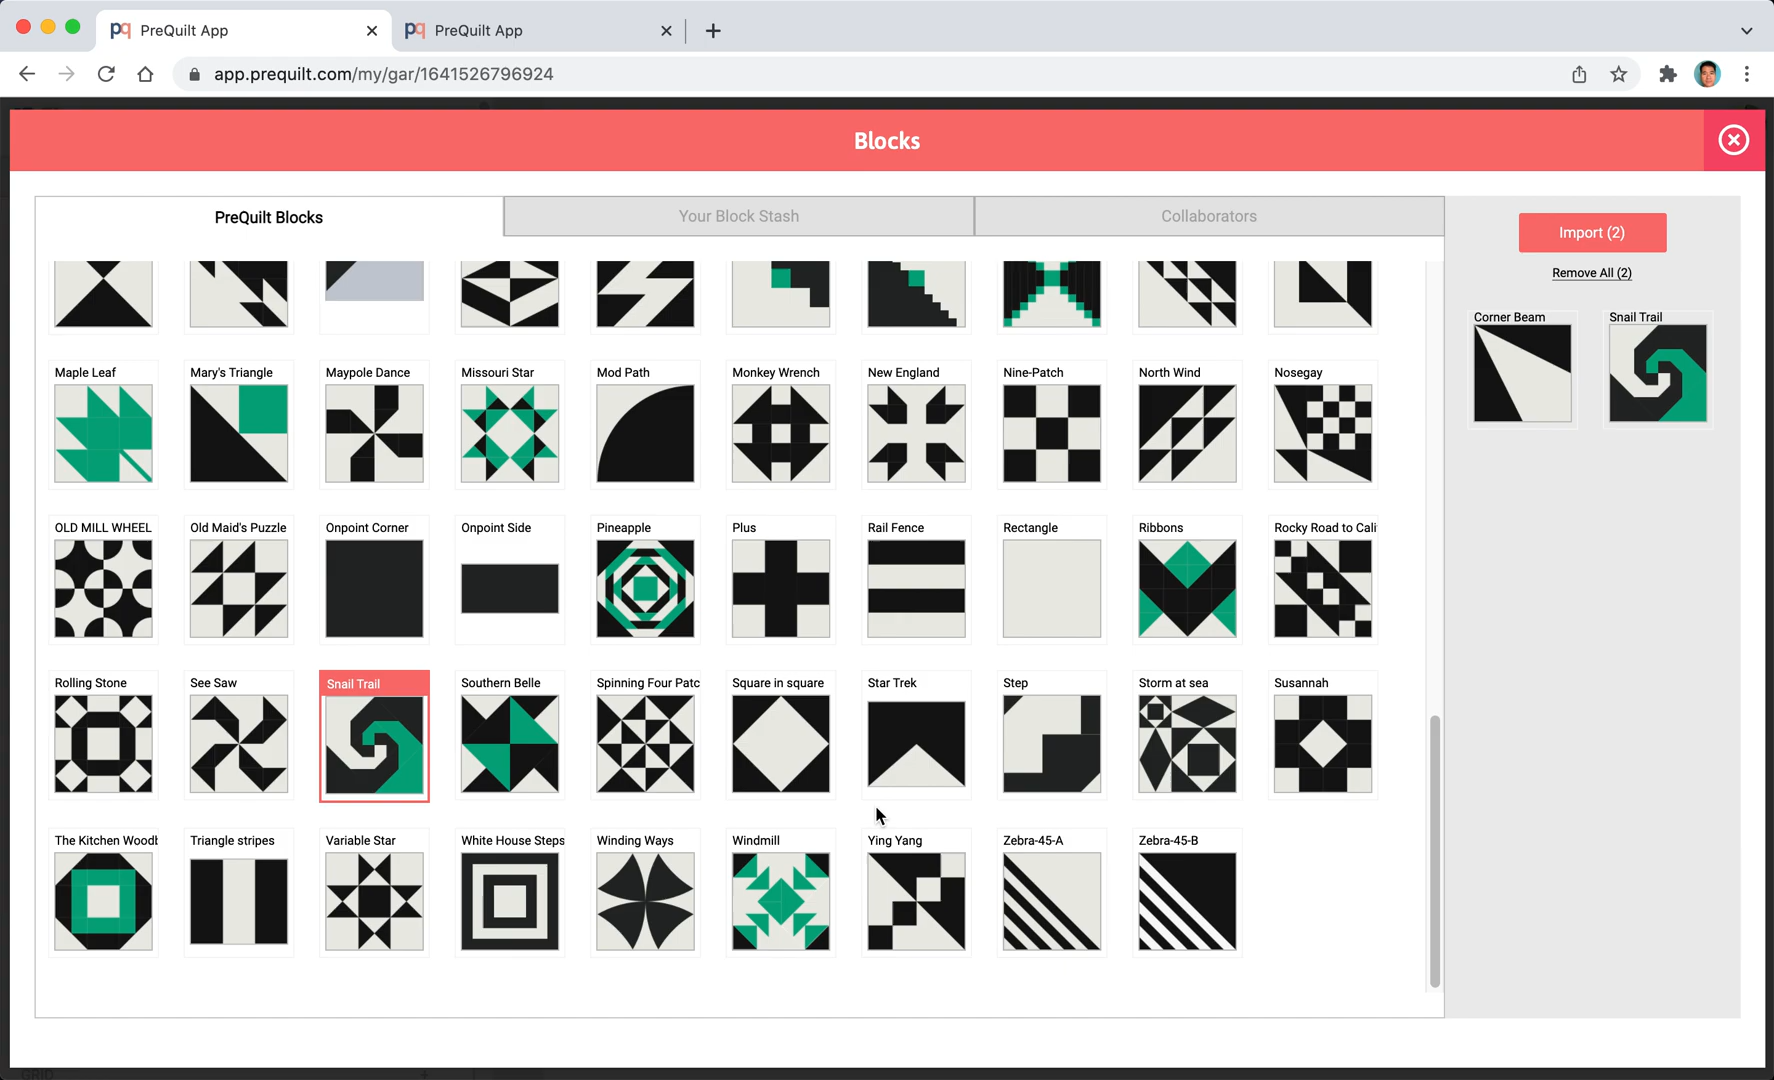 pq PreQuilt App
pq PreQuilt App
app.prequilt.com/my/gar/1641526796924
Blocks
PreQuilt Blocks
Your Block Stash
Collaborators
Import (2)
Remove All (2)
Corner Beam
Snail Trail
Maple Leaf
Mary's Triangle
Maypole Dance
Missouri Star
Mod Path
Monkey Wrench
New England
Nine-Patch
North Wind
Nosegay
OLD MILL WHEEL
Old Maid's Puzzle
Onpoint Corner
Onpoint Side
Pineapple
Plus
Rail Fence
Rectangle
Ribbons
Rocky Road to Cali
Rolling Stone
See Saw
Snail Trail
Southern Belle
Spinning Four Patc
Square in square
Star Trek
Step
Storm at sea
Susannah
The Kitchen Woodb
Triangle stripes
Variable Star
White House Steps
Winding Ways
Windmill
Ying Yang
Zebra-45-A
Zebra-45-B
GRID